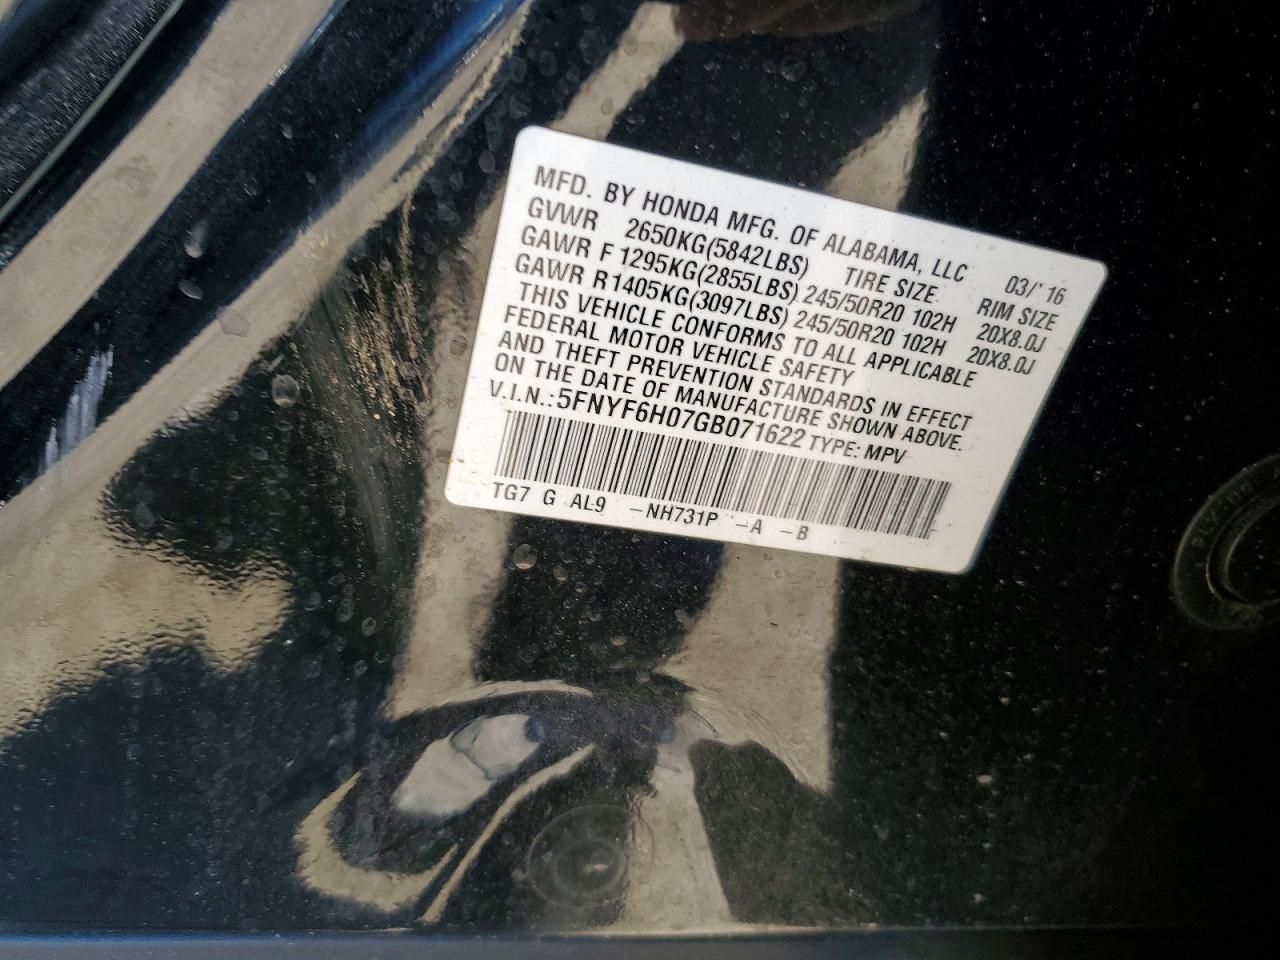 MFD. BY HONDA MFG. OF ALABAMA, LLC 03/'16
GVWR 2650KG(5842LBS) TIRE SIZE RIM SIZE
GAWR F 1295KG(2855LBS) 245/50R20 102H 20X8.0J
GAWR R 1405KG(3097LBS) 245/50R20 102H 20X8.0J
THIS VEHICLE CONFORMS TO ALL APPLICABLE
FEDERAL MOTOR VEHICLE SAFETY
AND THEFT PREVENTION STANDARDS IN EFFECT
ON THE DATE OF MANUFACTURE SHOWN ABOVE.
V.I.N.:5FNYF6H07GB071622 TYPE: MPV
TG7 G AL9 -NH731P -A -B